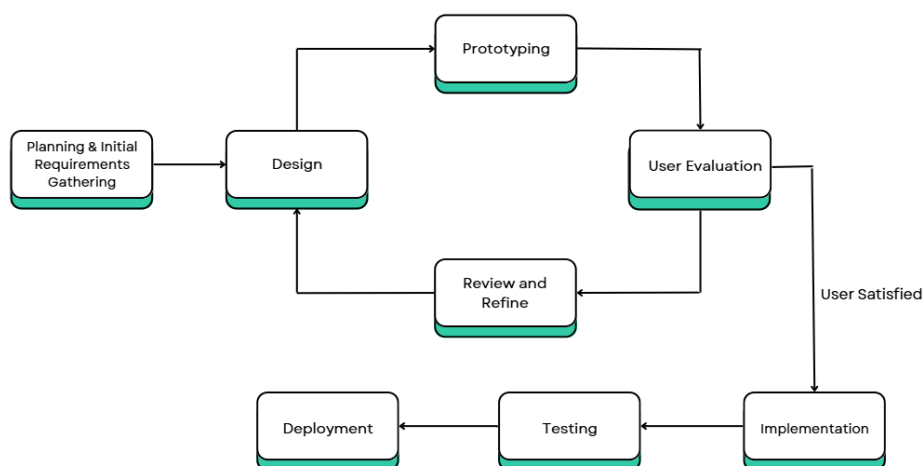 Prototyping
Planning & Initial
Requirements
Gathering
Design
User Evaluation
Review and
Refine
User Satisfied
Deployment
Testing
Implementation